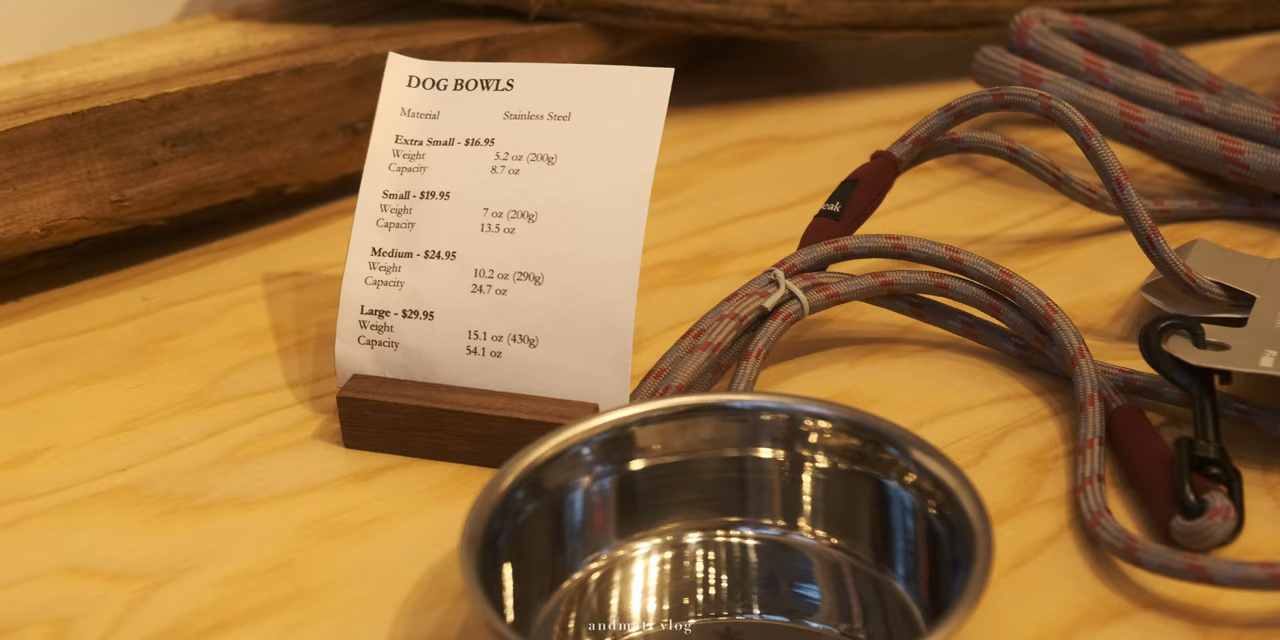 DOG BOWLS
Material Stainless Steel
Extra Small - $16.95
Weight 5.2 oz (200g)
Capacity 8.7 oz
Small - $19.95
Weight 7 oz (200g)
Capacity 13.5 oz
Medium - $24.95
Weight 10.2 oz (290g)
Capacity 24.7 oz
Large - $29.95
Weight 15.1 oz (430g)
Capacity 54.1 oz
eak
vlog